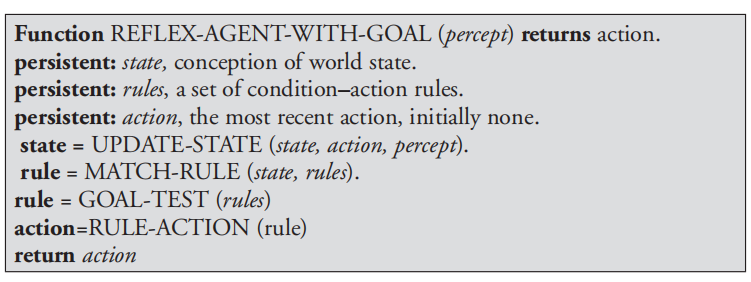 Function REFLEX-AGENT-WITH-GOAL (percept) returns action.
persistent: state, conception of world state.
persistent: rules, a set of condition–action rules.
persistent: action, the most recent action, initially none.
state = UPDATE-STATE (state, action, percept).
rule = MATCH-RULE (state, rules).
rule = GOAL-TEST (rules)
action=RULE-ACTION (rule)
return action